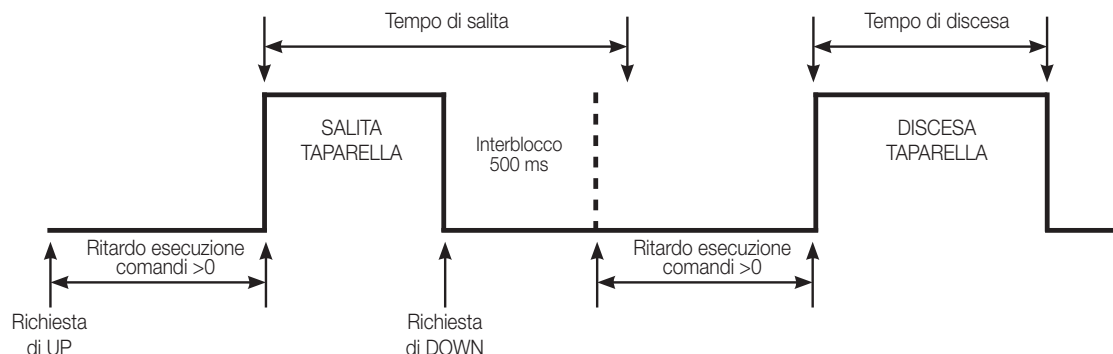 Tempo di salita
Tempo di discesa
SALITA
TAPARELLA
Interblocco
500 ms
DISCESA
TAPARELLA
Ritardo esecuzione
comandi >0
Ritardo esecuzione
comandi >0
Richiesta
di UP
Richiesta
di DOWN